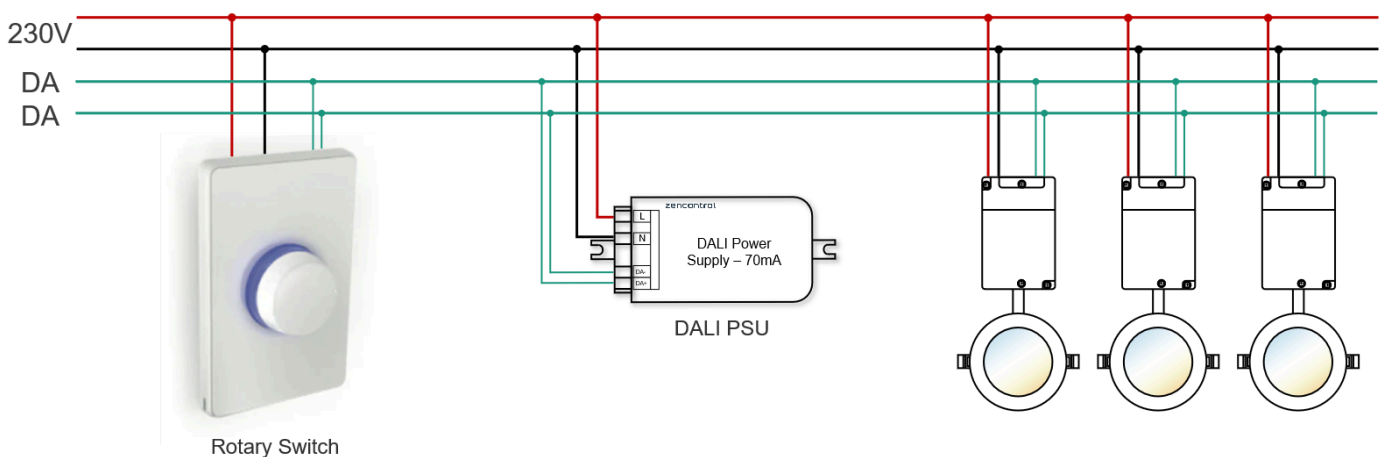 230V
DA
DA
zencontrol
L
N
DA-
DA+
DALI Power
Supply – 70mA
DALI PSU
Rotary Switch